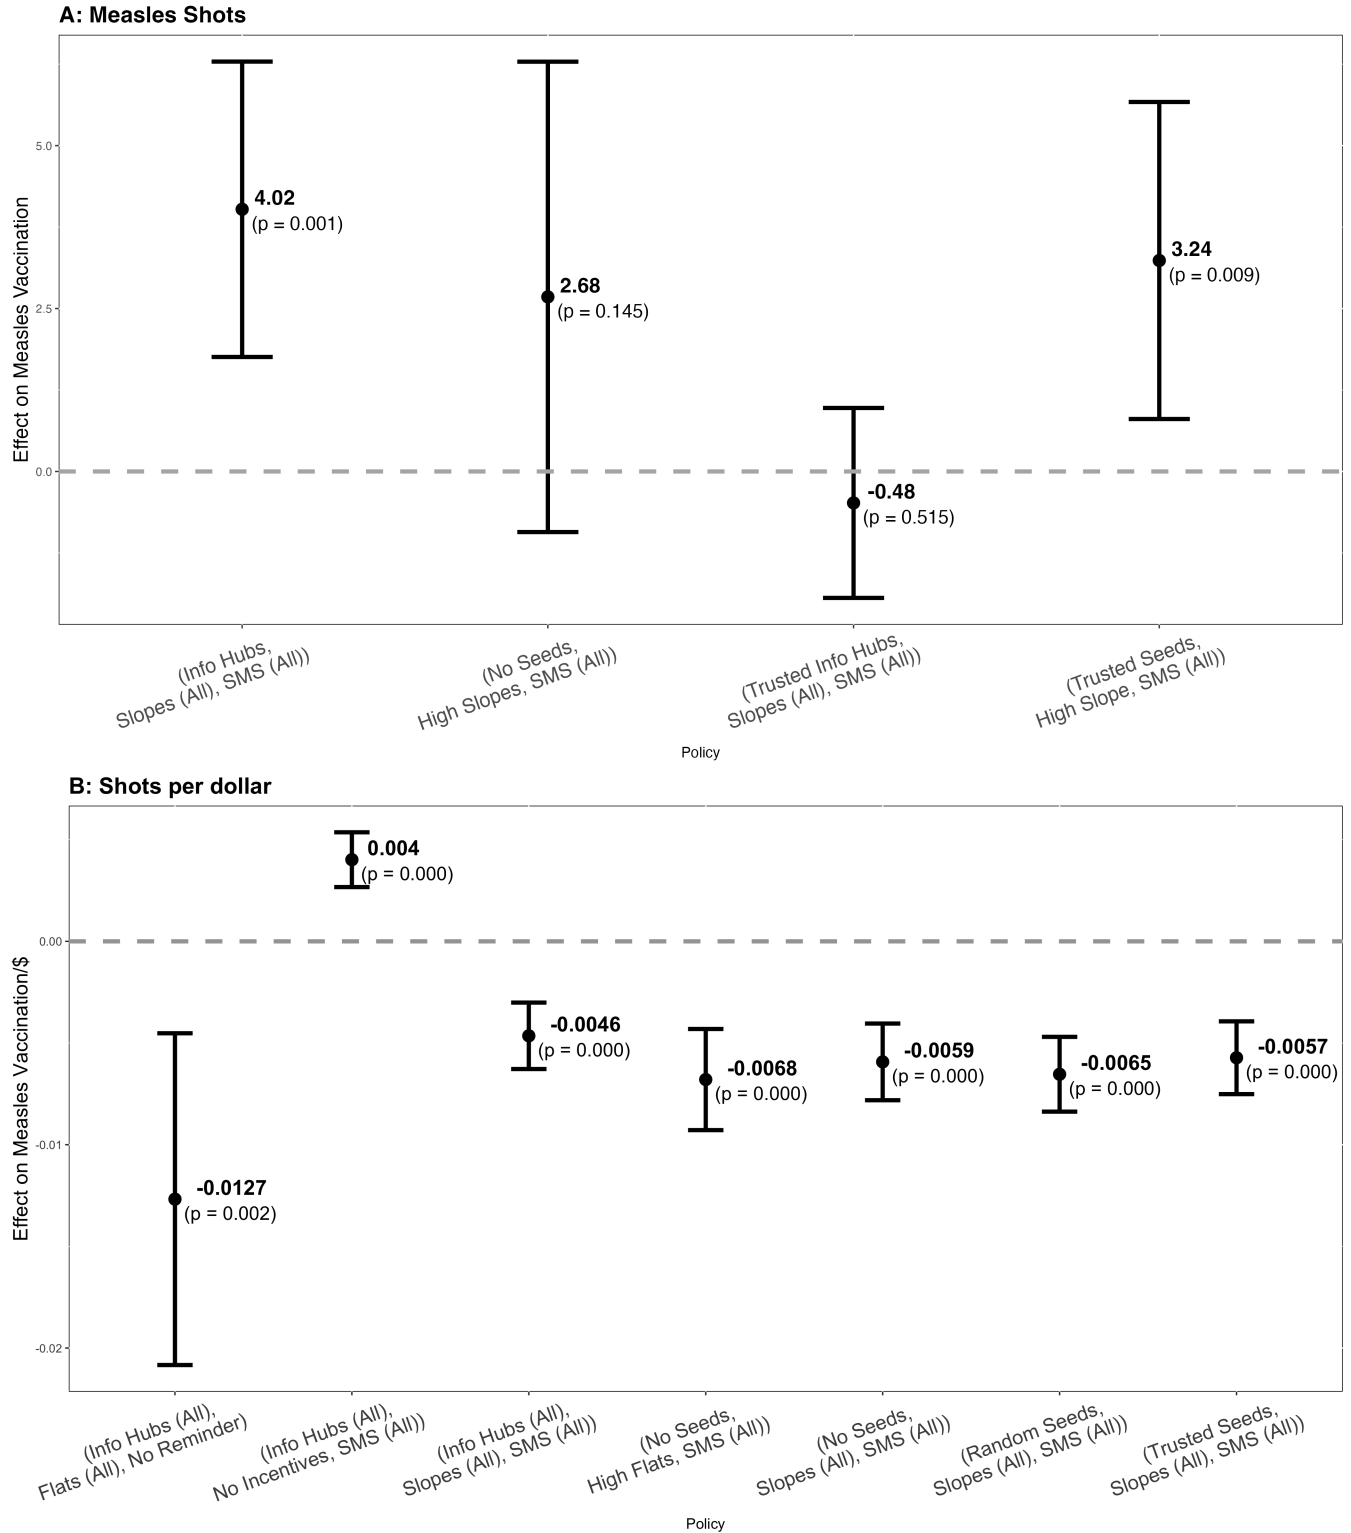 A: Measles Shots
Effect on Measles Vaccination
5.0
2.5
0.0
4.02
(p = 0.001)
2.68
(p = 0.145)
-0.48
(p = 0.515)
3.24
(p = 0.009)
(Info Hubs,
Slopes (All), SMS (All))
(No Seeds,
High Slopes, SMS (All))
(Trusted Info Hubs,
Slopes (All), SMS (All))
(Trusted Seeds,
High Slope, SMS (All))
Policy
B: Shots per dollar
Effect on Measles Vaccination/$
0.00
-0.01
-0.02
-0.0127
(p = 0.002)
0.004
(p = 0.000)
-0.0046
(p = 0.000)
-0.0068
(p = 0.000)
-0.0059
(p = 0.000)
-0.0065
(p = 0.000)
-0.0057
(p = 0.000)
(Info Hubs (All),
Flats (All), No Reminder)
(Info Hubs (All),
No Incentives, SMS (All))
(Info Hubs (All),
Slopes (All), SMS (All))
(No Seeds,
High Flats, SMS (All))
(No Seeds,
Slopes (All), SMS (All))
(Random Seeds,
Slopes (All), SMS (All))
(Trusted Seeds,
Slopes (All), SMS (All))
Policy